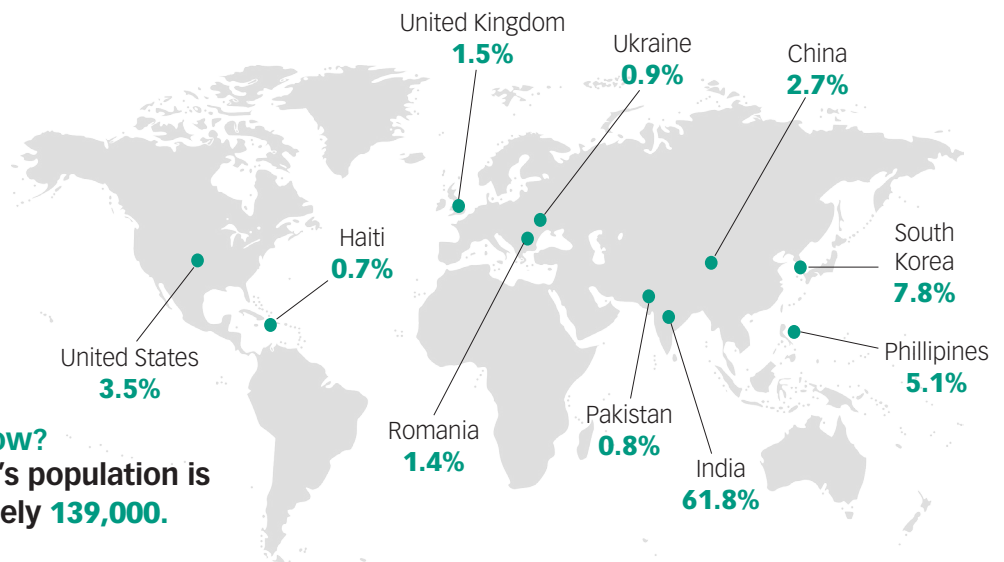 United Kingdom
1.5%
Ukraine
0.9%
China
2.7%
Haiti
0.7%
South
Korea
7.8%
United States
3.5%
Phillipines
5.1%
Romania
1.4%
Pakistan
0.8%
India
61.8%
ow?
's population is
ely 139,000.